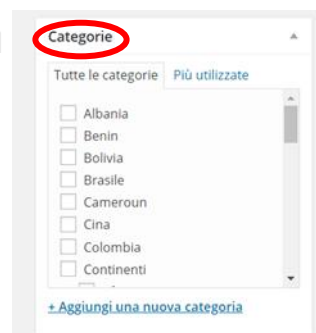 Categorie
Tutte le categorie Più utilizzate
Albania
Benin
Bolivia
Brasile
Cameroun
Cina
Colombia
Continenti
+ Aggiungi una nuova categoria